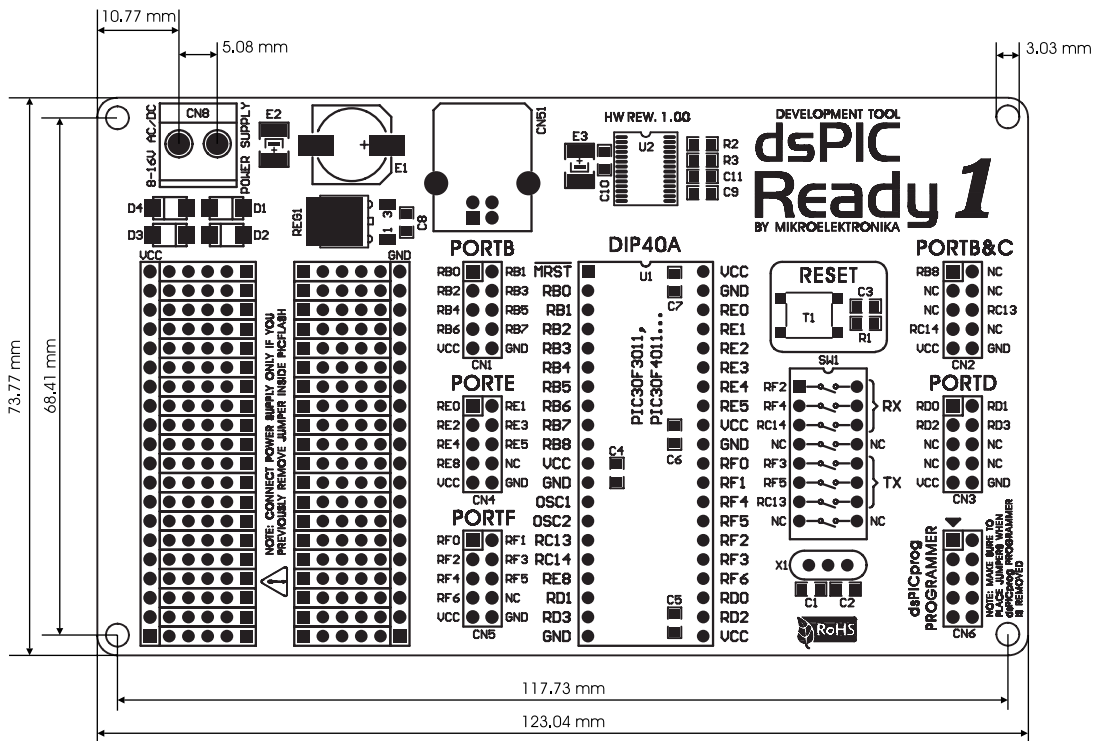 10.77 mm
5.08 mm
3.03 mm
73.77 mm
68.41 mm
117.73 mm
123.04 mm
8-16V AC/DC
CN8
POWER SUPPLY
E2
E1
CN51
HW REW. 1.00
E3
C10
U2
R2
R3
C11
C9
DEVELOPMENT TOOL
dsPIC
Ready 1
BY MIKROELEKTRONIKA
D4
D1
D3
D2
REG1
3
1
C8
VCC
GND
NOTE: CONNECT POWER SUPPLY ONLY IF YOU
PREVIOUSLY REMOVE JUMPER INSIDE PICFLASH
PORTB
RB0 RB1
RB2 RB3
RB4 RB5
RB6 RB7
VCC GND
CN1
PORTE
RE0 RE1
RE2 RE3
RE4 RE5
RE8 NC
VCC GND
CN4
PORTF
RF0 RF1
RF2 RF3
RF4 RF5
RF6 NC
VCC GND
CN5
DIP40A
U1
MRST VCC
RB0 GND
RB1 RE0
RB2 RE1
RB3 RE2
RB4 RE3
RB5 RE4
RB6 RE5
RB7 VCC
RB8 GND
VCC RF0
GND RF1
OSC1 RF4
OSC2 RF5
RC13 RF2
RC14 RF3
RE8 RF6
RD1 RD0
RD3 RD2
GND VCC
C7
PIC30F3011,
PIC30F4011...
C6
C4
C5
RESET
T1
C3
R1
SW1
RF2
RF4
RC14
RX
NC NC
RF3
RF5
RC13
TX
NC NC
X1
C1 C2
RoHS
PORTB&C
RB8 NC
NC NC
NC RC13
RC14 NC
VCC GND
CN2
PORTD
RD0 RD1
RD2 RD3
NC NC
NC NC
VCC GND
CN3
dsPICprog
PROGRAMMER
CN6
NOTE: MAKE SURE TO
PLACE JUMPERS WHEN
dsPICprog PROGRAMMER
IS REMOVED